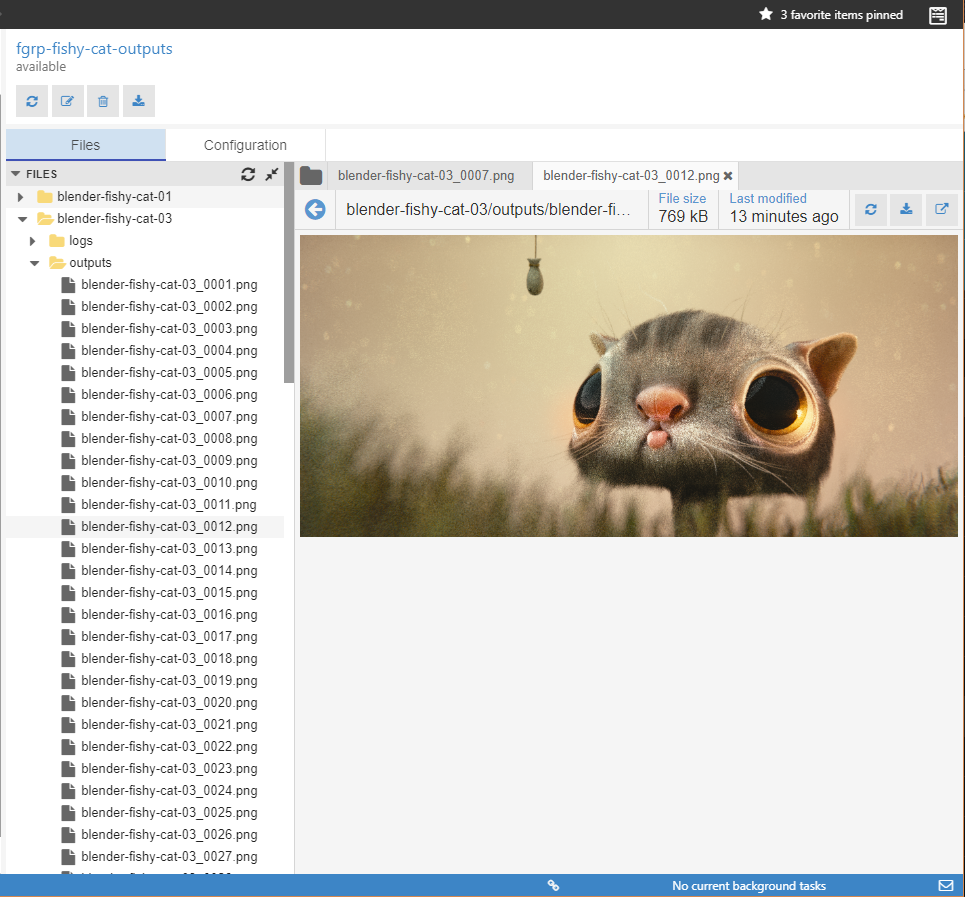 3 favorite items pinned
fgrp-fishy-cat-outputs
available
Files
Configuration
FILES
blender-fishy-cat-01
blender-fishy-cat-03
logs
outputs
blender-fishy-cat-03_0001.png
blender-fishy-cat-03_0002.png
blender-fishy-cat-03_0003.png
blender-fishy-cat-03_0004.png
blender-fishy-cat-03_0005.png
blender-fishy-cat-03_0006.png
blender-fishy-cat-03_0007.png
blender-fishy-cat-03_0008.png
blender-fishy-cat-03_0009.png
blender-fishy-cat-03_0010.png
blender-fishy-cat-03_0011.png
blender-fishy-cat-03_0012.png
blender-fishy-cat-03_0013.png
blender-fishy-cat-03_0014.png
blender-fishy-cat-03_0015.png
blender-fishy-cat-03_0016.png
blender-fishy-cat-03_0017.png
blender-fishy-cat-03_0018.png
blender-fishy-cat-03_0019.png
blender-fishy-cat-03_0020.png
blender-fishy-cat-03_0021.png
blender-fishy-cat-03_0022.png
blender-fishy-cat-03_0023.png
blender-fishy-cat-03_0024.png
blender-fishy-cat-03_0025.png
blender-fishy-cat-03_0026.png
blender-fishy-cat-03_0027.png
blender-fishy-cat-03_0007.png
blender-fishy-cat-03_0012.png
blender-fishy-cat-03/outputs/blender-fi...
File size
769 kB
Last modified
13 minutes ago
No current background tasks